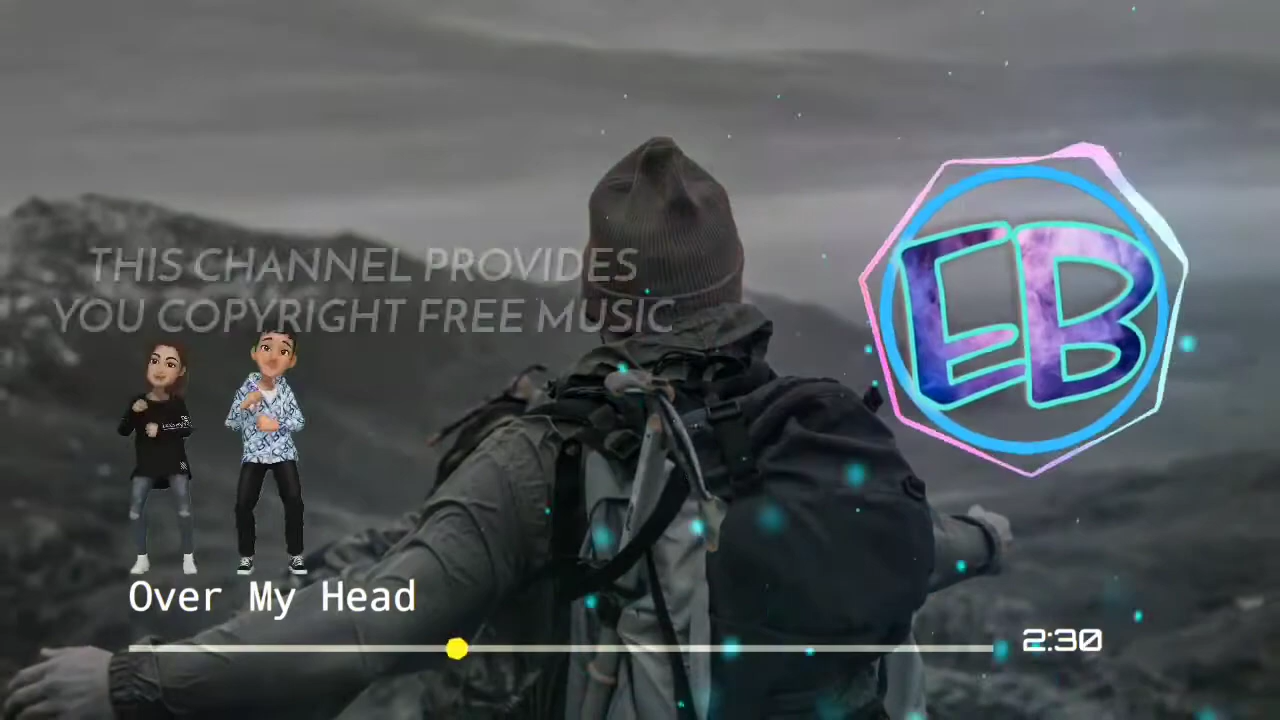 THIS CHANNEL PROVIDES
YOU COPYRIGHT FREE MUSIC
EB
Over My Head
2:30